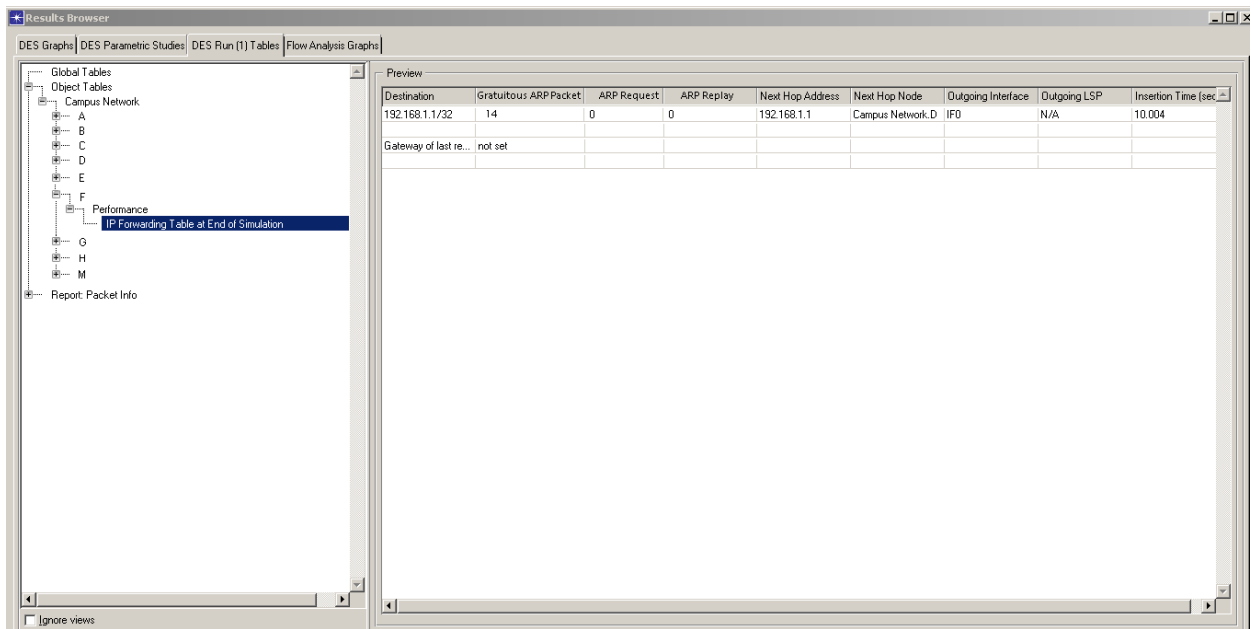 Results Browser
DES Graphs DES Parametric Studies DES Run (1) Tables Flow Analysis Graphs
Global Tables
Object Tables
Campus Network
A
B
C
D
E
F
Performance
IP Forwarding Table at End of Simulation
G
H
M
Report: Packet Info
Ignore views
Preview
Destination Gratuitous ARP Packet ARP Request ARP Replay Next Hop Address Next Hop Node Outgoing Interface Outgoing LSP Insertion Time (sec
192.168.1.1/32 14 0 0 192.168.1.1 Campus Network.D IF0 N/A 10.004
Gateway of last re... not set